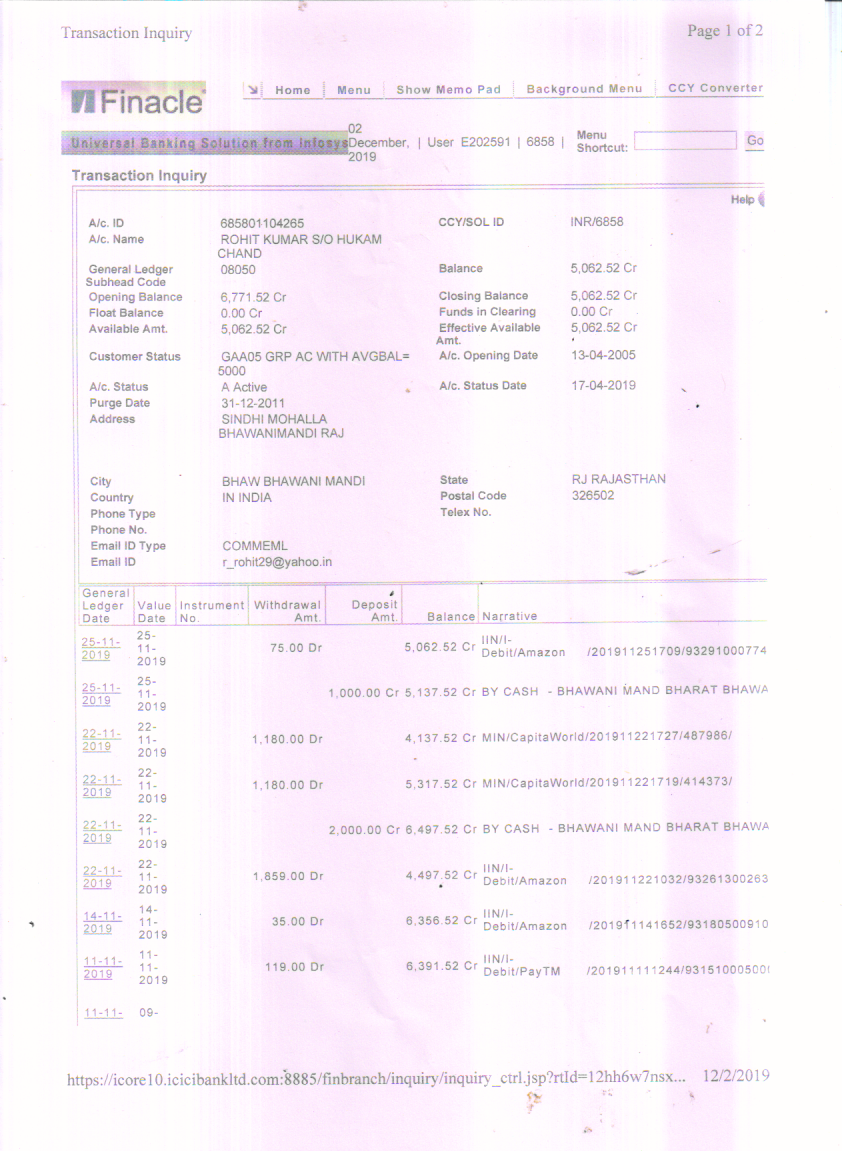 Transaction Inquiry Page 1 of 2
Finacle
Home Menu Show Memo Pad Background Menu CCY Converter
Universal Banking Solution from Infosys 02 December, 2019 | User E202591 | 6858 | Menu Shortcut: Go
Transaction Inquiry
Help
A/c. ID 685801104265 CCY/SOL ID INR/6858
A/c. Name ROHIT KUMAR S/O HUKAM
CHAND
General Ledger 08050 Balance 5,062.52 Cr
Subhead Code
Opening Balance 6,771.52 Cr Closing Balance 5,062.52 Cr
Float Balance 0.00 Cr Funds in Clearing 0.00 Cr
Available Amt. 5,062.52 Cr Effective Available 5,062.52 Cr
Amt.
Customer Status GAA05 GRP AC WITH AVGBAL= A/c. Opening Date 13-04-2005
5000
A/c. Status A Active A/c. Status Date 17-04-2019
Purge Date 31-12-2011
Address SINDHI MOHALLA
BHAWANIMANDI RAJ
City BHAW BHAWANI MANDI State RJ RAJASTHAN
Country IN INDIA Postal Code 326502
Phone Type Telex No.
Phone No.
Email ID Type COMMEML
Email ID r_rohit29@yahoo.in
General
Ledger Value Instrument Withdrawal Deposit
Date Date No. Amt. Amt. Balance Narrative
25-11-2019 25-11-2019 75.00 Dr 5,062.52 Cr IIN/I-Debit/Amazon /201911251709/93291000774
25-11-2019 25-11-2019 1,000.00 Cr 5,137.52 Cr BY CASH - BHAWANI MAND BHARAT BHAWA
22-11-2019 22-11-2019 1,180.00 Dr 4,137.52 Cr MIN/CapitaWorld/201911221727/487986/
22-11-2019 22-11-2019 1,180.00 Dr 5,317.52 Cr MIN/CapitaWorld/201911221719/414373/
22-11-2019 22-11-2019 2,000.00 Cr 6,497.52 Cr BY CASH - BHAWANI MAND BHARAT BHAWA
22-11-2019 22-11-2019 1,859.00 Dr 4,497.52 Cr IIN/I-Debit/Amazon /201911221032/93261300263
14-11-2019 14-11-2019 35.00 Dr 6,356.52 Cr IIN/I-Debit/Amazon /201911141652/93180500910
11-11-2019 11-11-2019 119.00 Dr 6,391.52 Cr IIN/I-Debit/PayTM /201911111244/93151000500
11-11- 09-
https://icore10.icicibankltd.com:8885/finbranch/inquiry/inquiry_ctrl.jsp?rtId=12hh6w7nsx... 12/2/2019